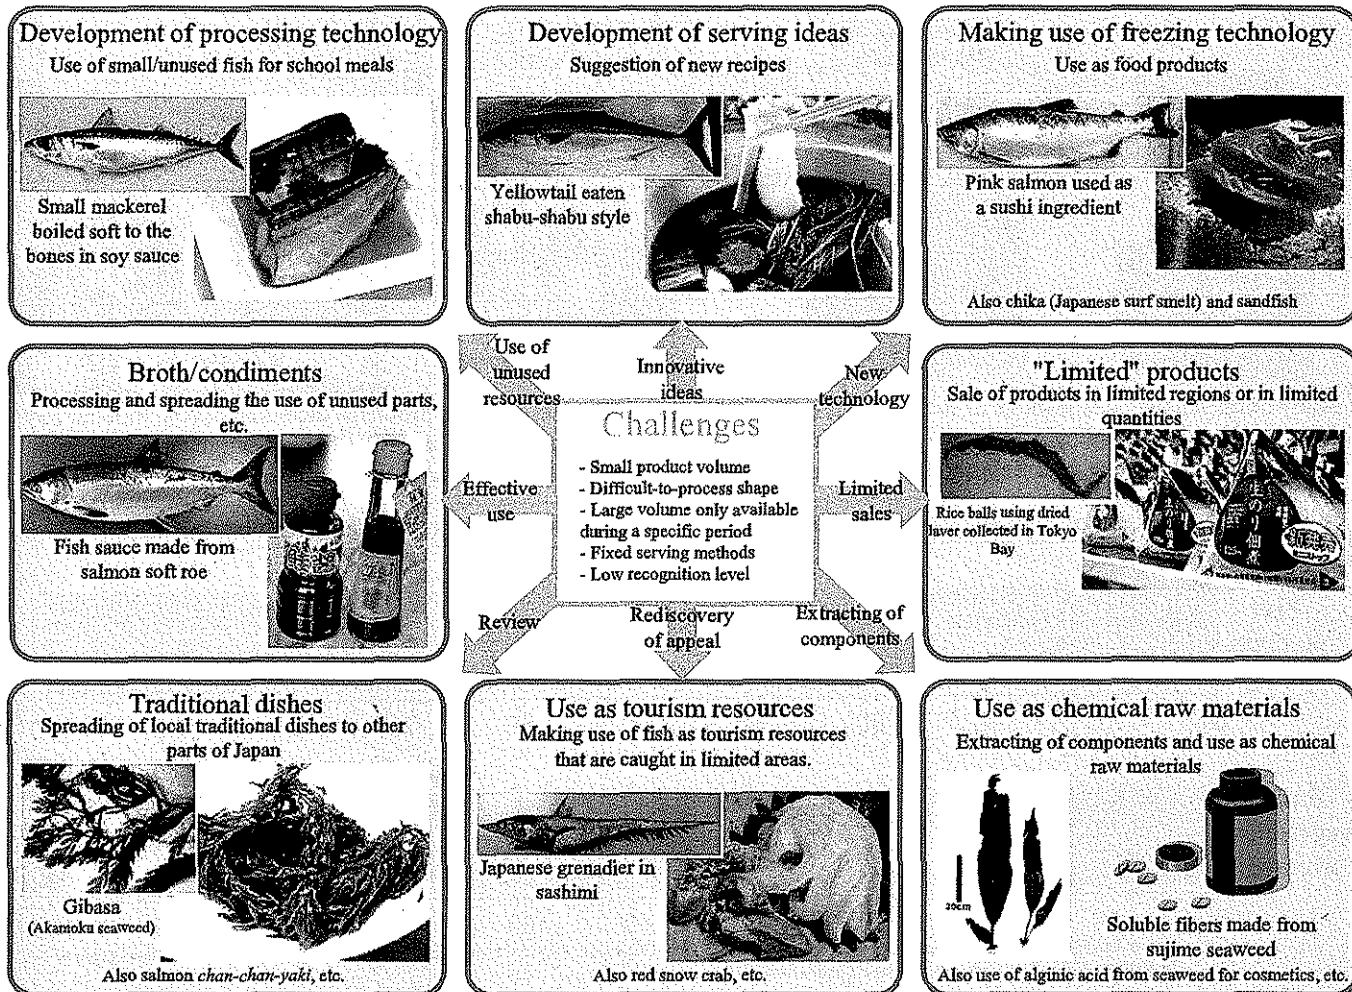 Development of processing technology
Use of small/unused fish for school meals
Small mackerel
boiled soft to the
bones in soy sauce
Development of serving ideas
Suggestion of new recipes
Yellowtail eaten
shabu-shabu style
Making use of freezing technology
Use as food products
Pink salmon used as
a sushi ingredient
Also chika (Japanese surf smelt) and sandfish
Use of
unused
resources
Innovative
ideas
New
technology
Broth/condiments
Processing and spreading the use of unused parts,
etc.
Fish sauce made from
salmon soft roe
Effective
use
Challenges
- Small product volume
- Difficult-to-process shape
- Large volume only available
during a specific period
- Fixed serving methods
- Low recognition level
Limited
sales
"Limited" products
Sale of products in limited regions or in limited
quantities
Rice balls using dried
laver collected in Tokyo
Bay
Review
Rediscovery
of appeal
Extracting of
components
Traditional dishes
Spreading of local traditional dishes to other
parts of Japan
Gibasa
(Akamoku seaweed)
Also salmon chan-chan-yaki, etc.
Use as tourism resources
Making use of fish as tourism resources
that are caught in limited areas.
Japanese grenadier in
sashimi
Also red snow crab, etc.
Use as chemical raw materials
Extracting of components and use as chemical
raw materials
20cm
Soluble fibers made from
sujime seaweed
Also use of alginic acid from seaweed for cosmetics, etc.